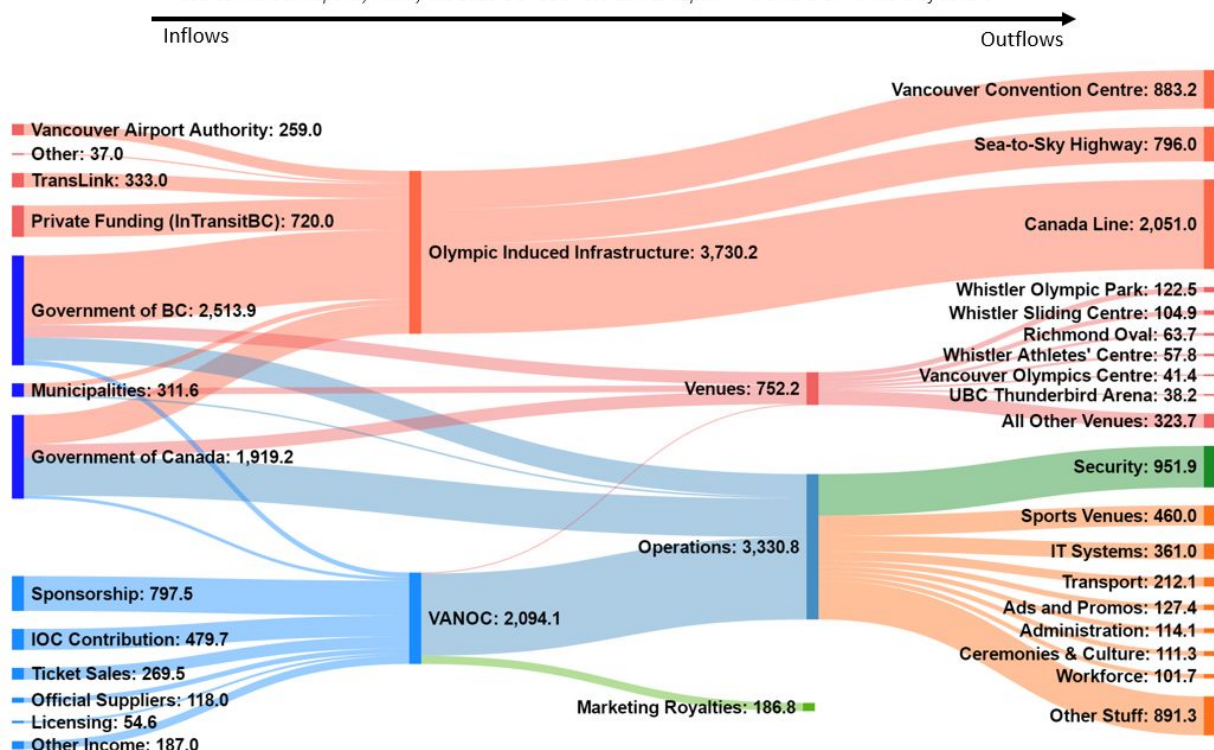 Inflows
Outflows
Vancouver Convention Centre: 883.2
Vancouver Airport Authority: 259.0
Other: 37.0
Sea-to-Sky Highway: 796.0
TransLink: 333.0
Private Funding (InTransitBC): 720.0
Canada Line: 2,051.0
Olympic Induced Infrastructure: 3,730.2
Whistler Olympic Park: 122.5
Government of BC: 2,513.9
Whistler Sliding Centre: 104.9
Richmond Oval: 63.7
Whistler Athletes' Centre: 57.8
Vancouver Olympics Centre: 41.4
Municipalities: 311.6
Venues: 752.2
UBC Thunderbird Arena: 38.2
All Other Venues: 323.7
Government of Canada: 1,919.2
Security: 951.9
Sports Venues: 460.0
Operations: 3,330.8
IT Systems: 361.0
Transport: 212.1
Sponsorship: 797.5
Ads and Promos: 127.4
VANOC: 2,094.1
Administration: 114.1
IOC Contribution: 479.7
Ceremonies & Culture: 111.3
Ticket Sales: 269.5
Workforce: 101.7
Official Suppliers: 118.0
Marketing Royalties: 186.8
Other Stuff: 891.3
Licensing: 54.6
Other Income: 187.0